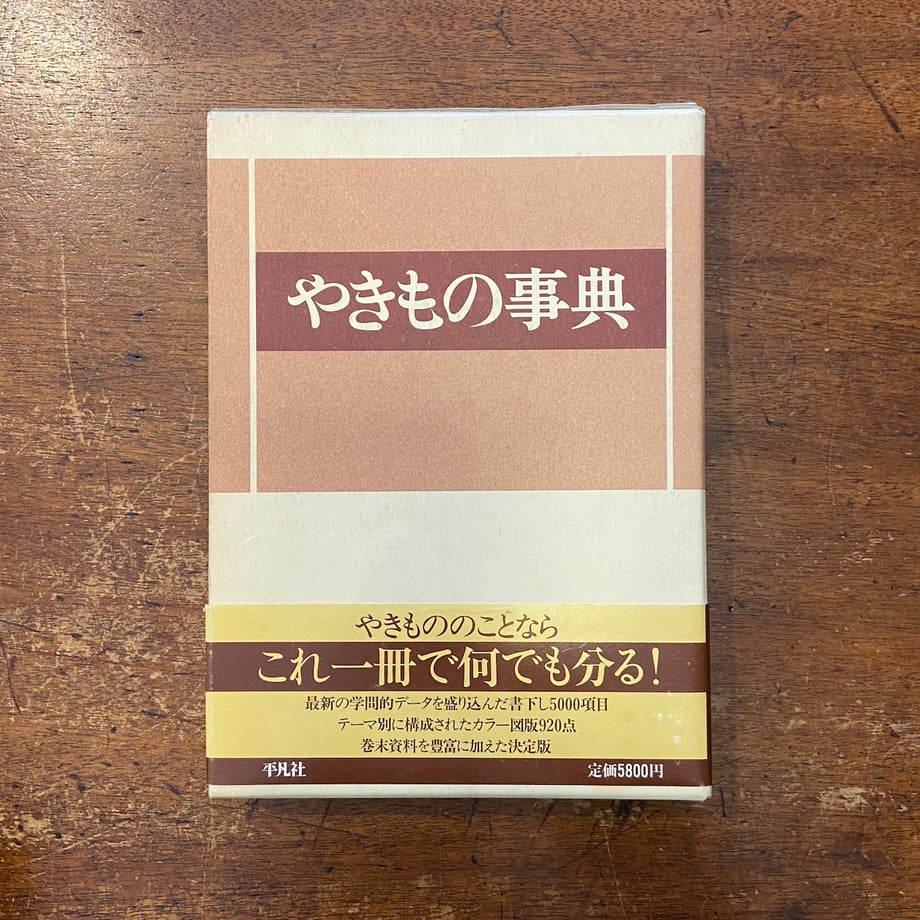 やきもの事典
やきもののことなら
これ一冊で何でも分る!
最新の学問的データを盛り込んだ書下し5000項目
テーマ別に構成されたカラー図版920点
巻末資料を豊富に加えた決定版
平凡社 定価5800円